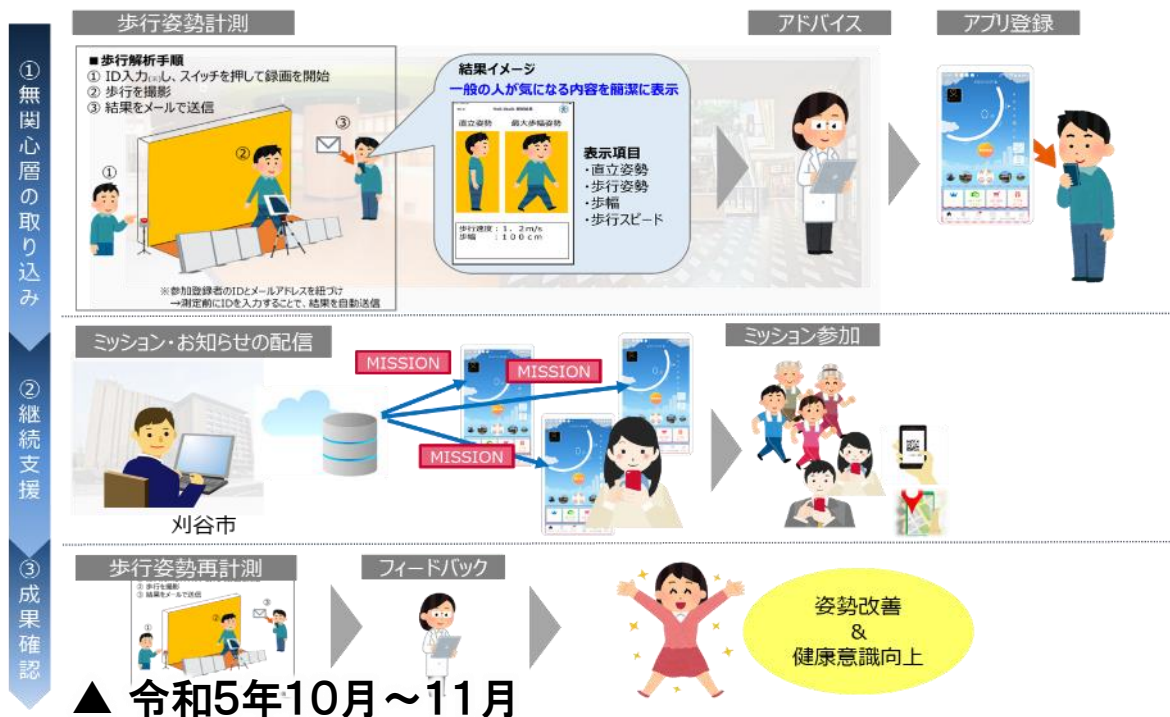 ①無関心層の取り込み
歩行姿勢計測
アドバイス
アプリ登録
■歩行解析手順
① ID入力(※)し、スイッチを押して録画を開始
② 歩行を撮影
③ 結果をメールで送信
①
②
③
※参加登録者のIDとメールアドレスを紐づけ
→測定前にIDを入力することで、結果を自動送信
結果イメージ
一般の人が気になる内容を簡潔に表示
直立姿勢
最大歩幅姿勢
歩行速度：1．2m/s
歩幅　　：100cm
表示項目
・直立姿勢
・歩行姿勢
・歩幅
・歩行スピード
②継続支援
ミッション・お知らせの配信
ミッション参加
MISSION
MISSION
MISSION
刈谷市
③成果確認
歩行姿勢再計測
フィードバック
② 歩行を撮影
③ 結果をメールで送信
①
②
③
姿勢改善
&
健康意識向上
▲ 令和5年10月～11月